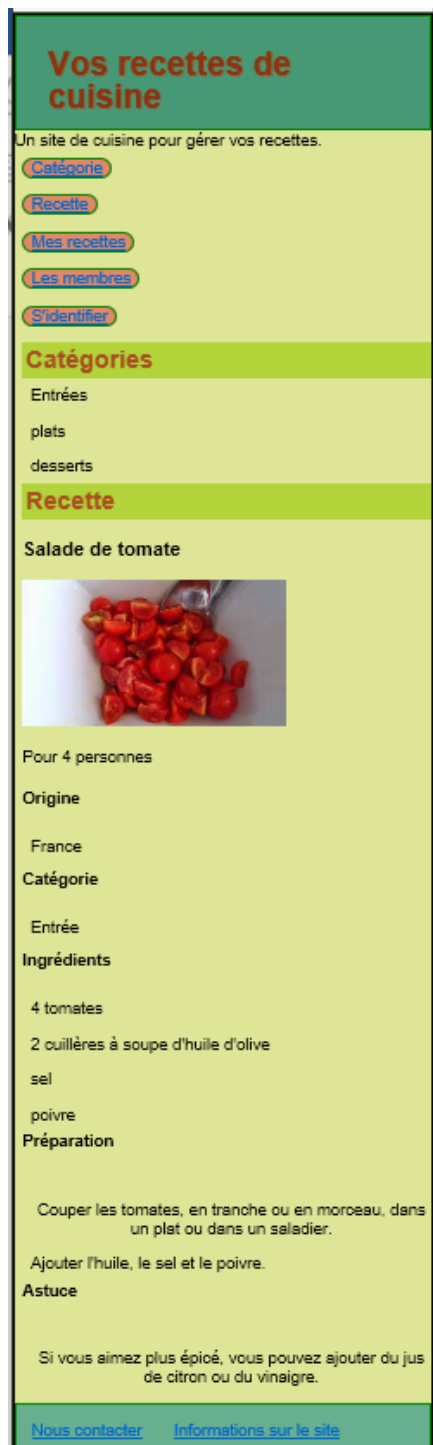 Vos recettes de
cuisine
Un site de cuisine pour gérer vos recettes.
Catégorie
Recette
Mes recettes
Les membres
S'identifier
Catégories
Entrées
plats
desserts
Recette
Salade de tomate
Pour 4 personnes
Origine
France
Catégorie
Entrée
Ingrédients
4 tomates
2 cuillères à soupe d'huile d'olive
sel
poivre
Préparation
Couper les tomates, en tranche ou en morceau, dans
un plat ou dans un saladier.
Ajouter l'huile, le sel et le poivre.
Astuce
Si vous aimez plus épicé, vous pouvez ajouter du jus
de citron ou du vinaigre.
Nous contacter Informations sur le site